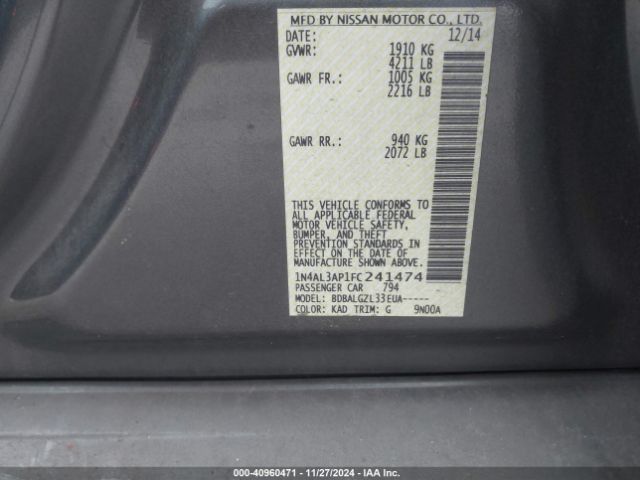 MFD BY NISSAN MOTOR CO., LTD.
DATE: 12/14
GVWR: 1910 KG
4211 LB
GAWR FR.: 1005 KG
2216 LB
GAWR RR.: 940 KG
2072 LB
THIS VEHICLE CONFORMS TO
ALL APPLICABLE FEDERAL
MOTOR VEHICLE SAFETY,
BUMPER, AND THEFT
PREVENTION STANDARDS IN
EFFECT ON THE DATE OF
MANUFACTURE SHOWN ABOVE.
1N4AL3AP1FC241474
PASSENGER CAR 794
MODEL: BDBALGZL33EUA-----
COLOR: KAD TRIM: G 9N00A
000-40960471 - 11/27/2024 - IAAI.com